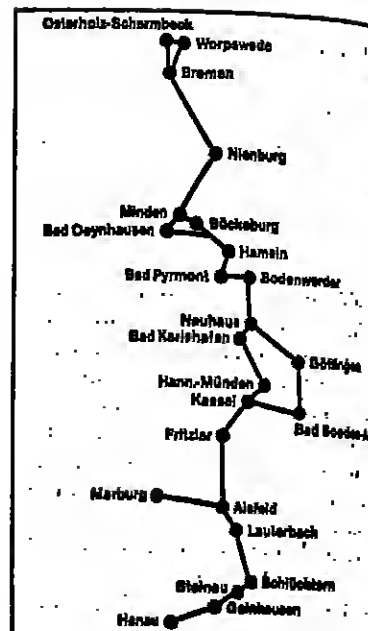 Osterholz-Scharmbeck
Worpswede
Bremen
Nienburg
Minden
Bückeburg
Bad Oeynhausen
Hameln
Bad Pyrmont
Bodenwerder
Neuhaus
Bad Karlshafen
Göttingen
Hann.-Münden
Kassel
Bad Sooden-A
Fritzlar
Marburg
Alsfeld
Lauterbach
Schlüchtern
Steinau
Gelnhausen
Hanau